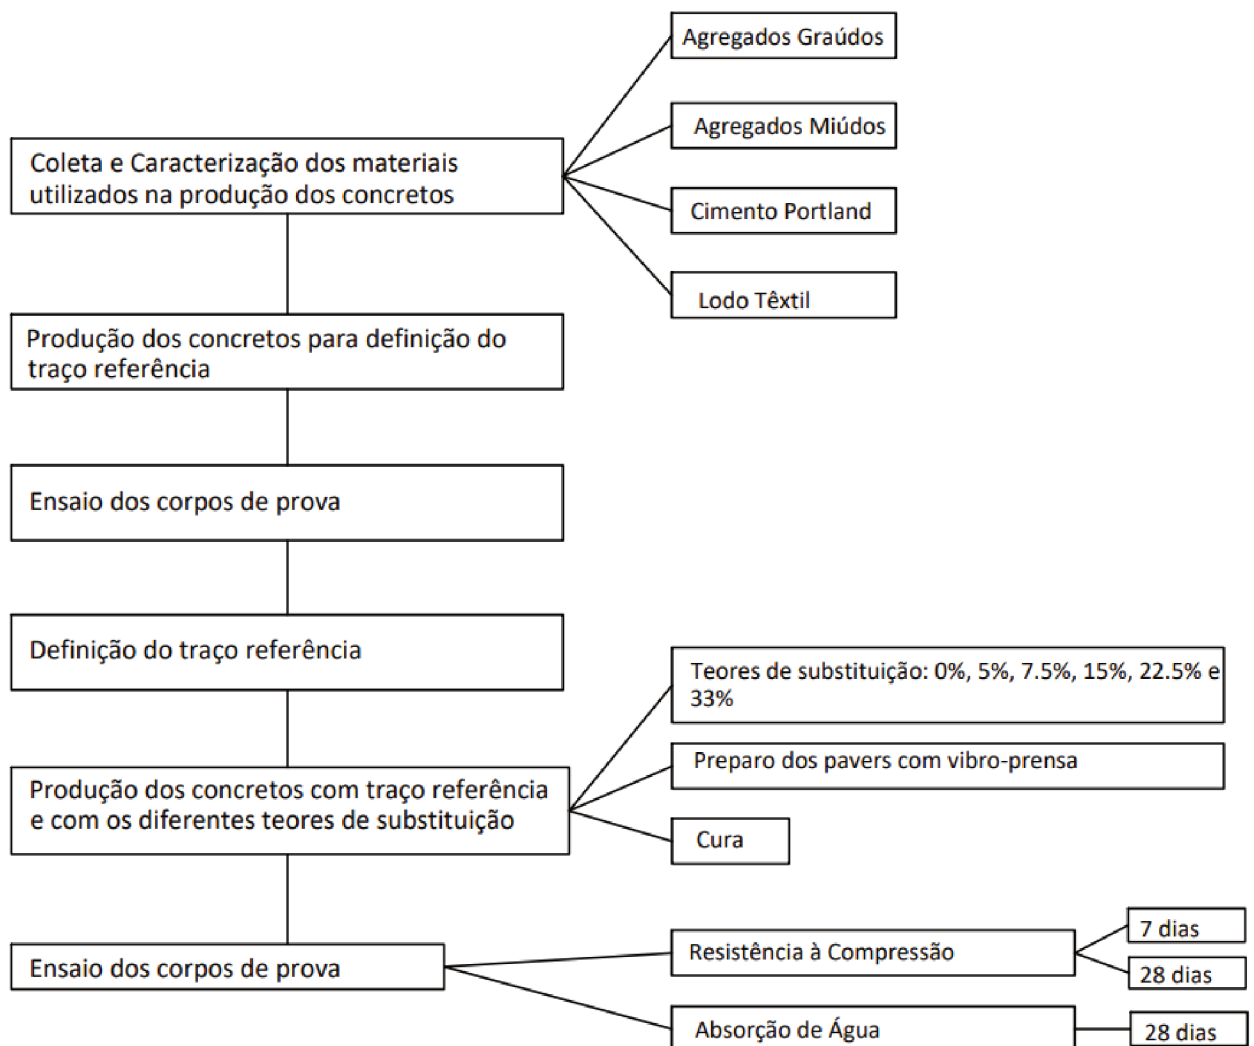 Agregados Graúdos
Agregados Miúdos
Coleta e Caracterização dos materiais
utilizados na produção dos concretos
Cimento Portland
Lodo Têxtil
Produção dos concretos para definição do
traço referência
Ensaio dos corpos de prova
Definição do traço referência
Teores de substituição: 0%, 5%, 7.5%, 15%, 22.5% e
33%
Preparo dos pavers com vibro-prensa
Produção dos concretos com traço referência
e com os diferentes teores de substituição
Cura
Ensaio dos corpos de prova
Resistência à Compressão
7 dias
28 dias
Absorção de Água
28 dias